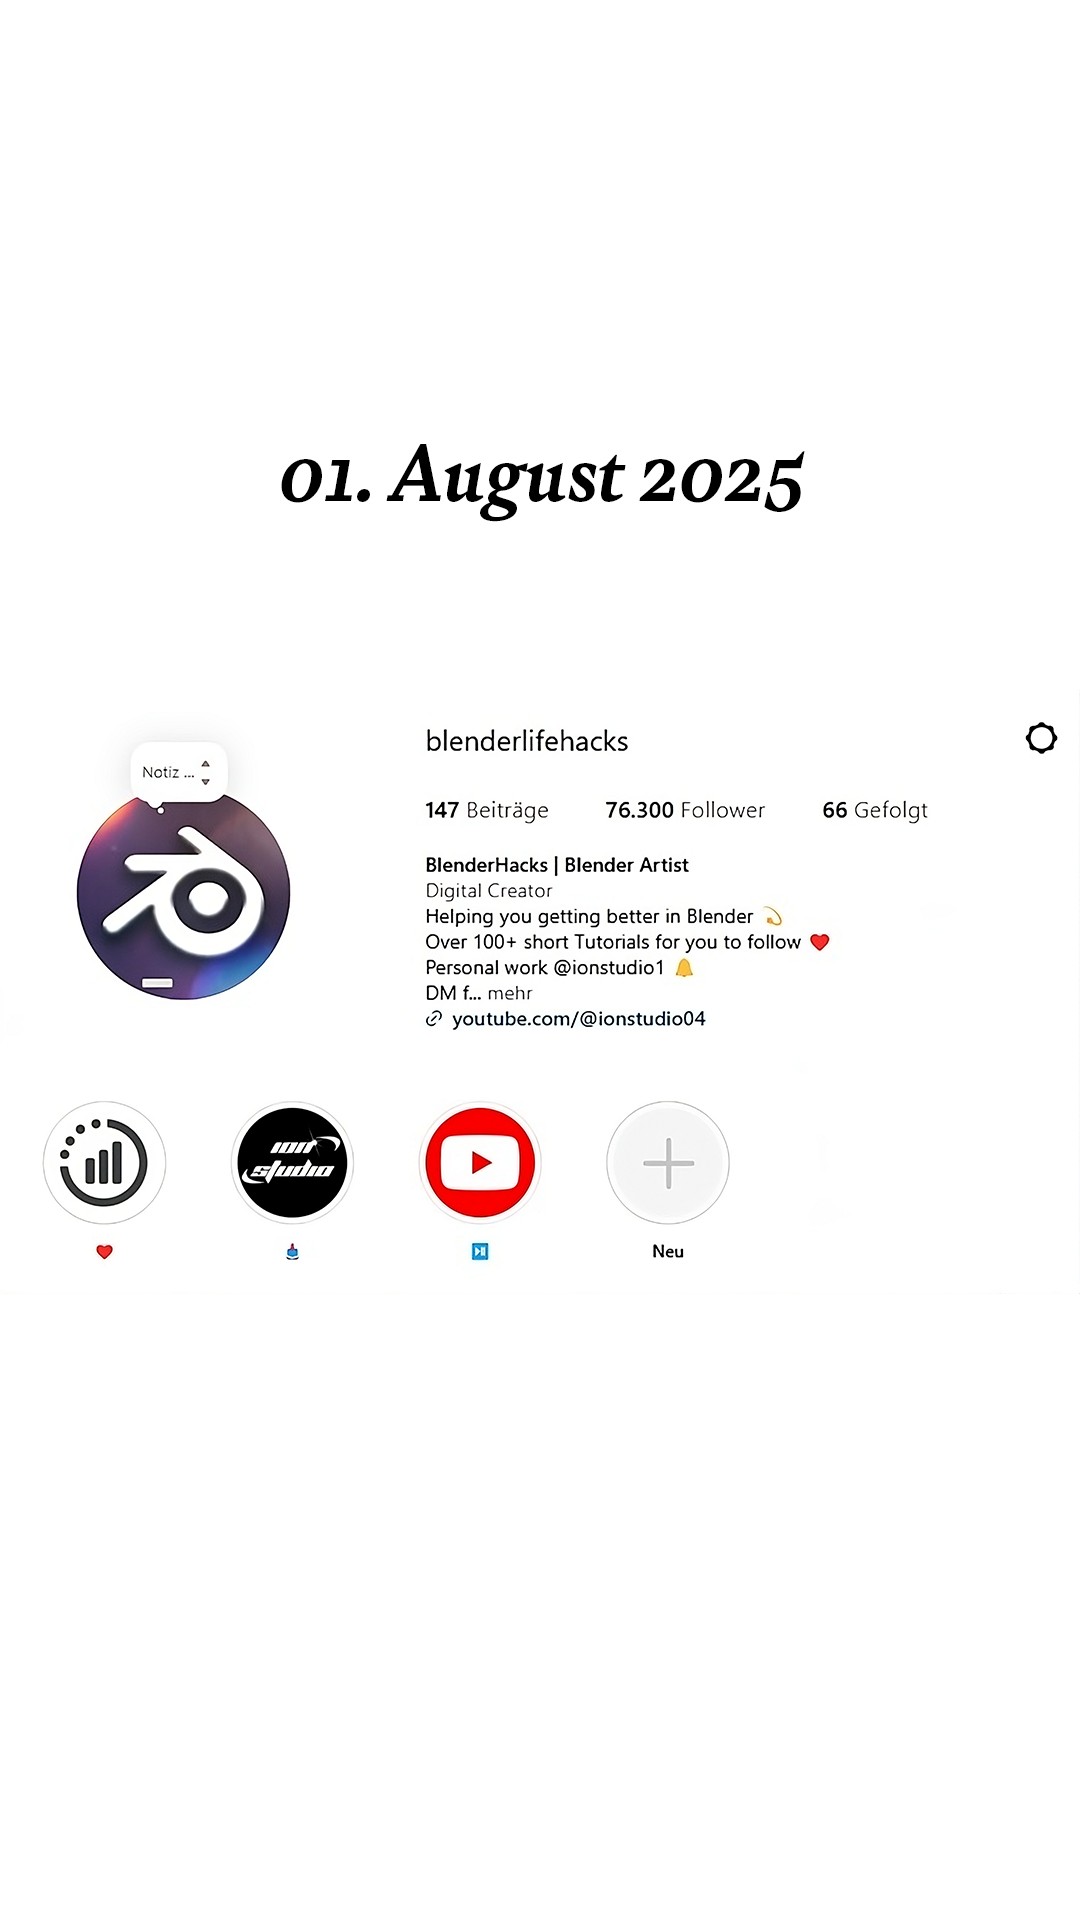 01. August 2025
blenderlifehacks
Notiz ...
147 Beiträge 76.300 Follower 66 Gefolgt
BlenderHacks | Blender Artist
Digital Creator
Helping you getting better in Blender 💫
Over 100+ short Tutorials for you to follow ❤️
Personal work @ionstudio1 🔔
DM f... mehr
youtube.com/@ionstudio04
ion
studio
Neu